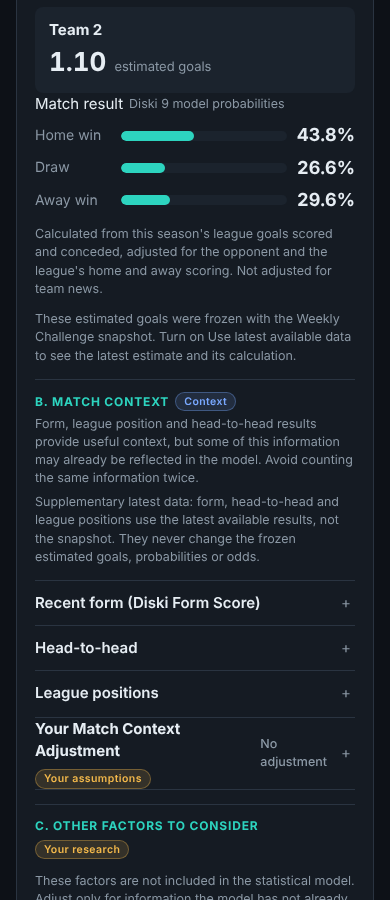 Team 2
1.10 estimated goals
Match result Diski 9 model probabilities
Home win 43.8%
Draw 26.6%
Away win 29.6%
Calculated from this season's league goals scored
and conceded, adjusted for the opponent and the
league's home and away scoring. Not adjusted for
team news.
These estimated goals were frozen with the Weekly
Challenge snapshot. Turn on Use latest available data
to see the latest estimate and its calculation.
B. MATCH CONTEXT Context
Form, league position and head-to-head results
provide useful context, but some of this information
may already be reflected in the model. Avoid counting
the same information twice.
Supplementary latest data: form, head-to-head and
league positions use the latest available results, not
the snapshot. They never change the frozen
estimated goals, probabilities or odds.
Recent form (Diski Form Score) +
Head-to-head +
League positions +
Your Match Context
Adjustment
No
adjustment +
Your assumptions
C. OTHER FACTORS TO CONSIDER
Your research
These factors are not included in the statistical model.
Adjust only for information the model has not already